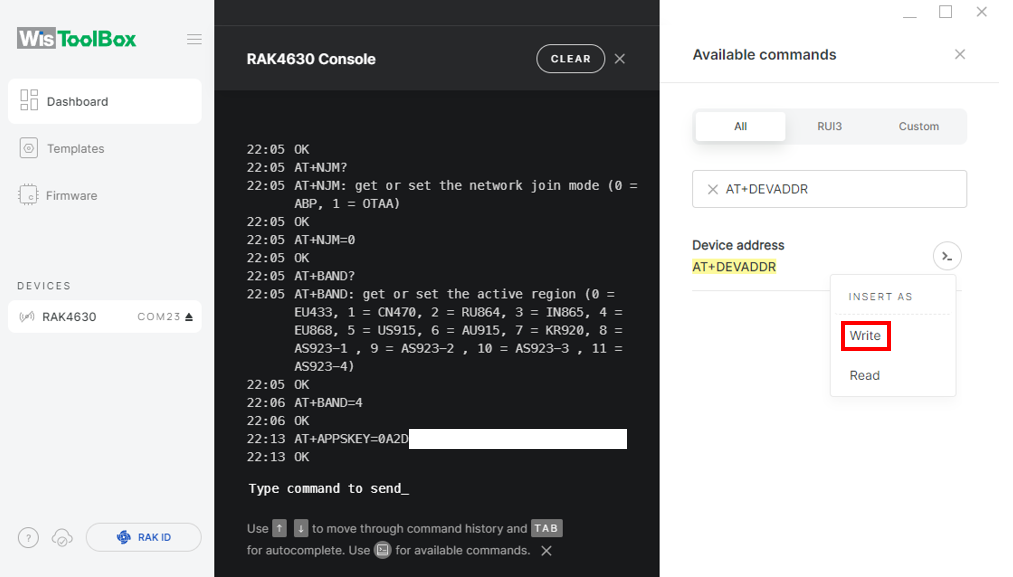 WisToolBox
Dashboard
Templates
Firmware
DEVICES
RAK4630 COM23
?
RAK ID
RAK4630 Console
CLEAR
22:05 OK
22:05 AT+NJM?
22:05 AT+NJM: get or set the network join mode (0 =
ABP, 1 = OTAA)
22:05 OK
22:05 AT+NJM=0
22:05 OK
22:05 AT+BAND?
22:05 AT+BAND: get or set the active region (0 =
EU433, 1 = CN470, 2 = RU864, 3 = IN865, 4 =
EU868, 5 = US915, 6 = AU915, 7 = KR920, 8 =
AS923-1 , 9 = AS923-2 , 10 = AS923-3 , 11 =
AS923-4)
22:05 OK
22:06 AT+BAND=4
22:06 OK
22:13 AT+APPSKEY=0A2D
22:13 OK
Type command to send_
Use ↑ ↓ to move through command history and TAB
for autocomplete. Use for available commands.
Available commands
All RUI3 Custom
AT+DEVADDR
Device address
AT+DEVADDR
INSERT AS
Write
Read